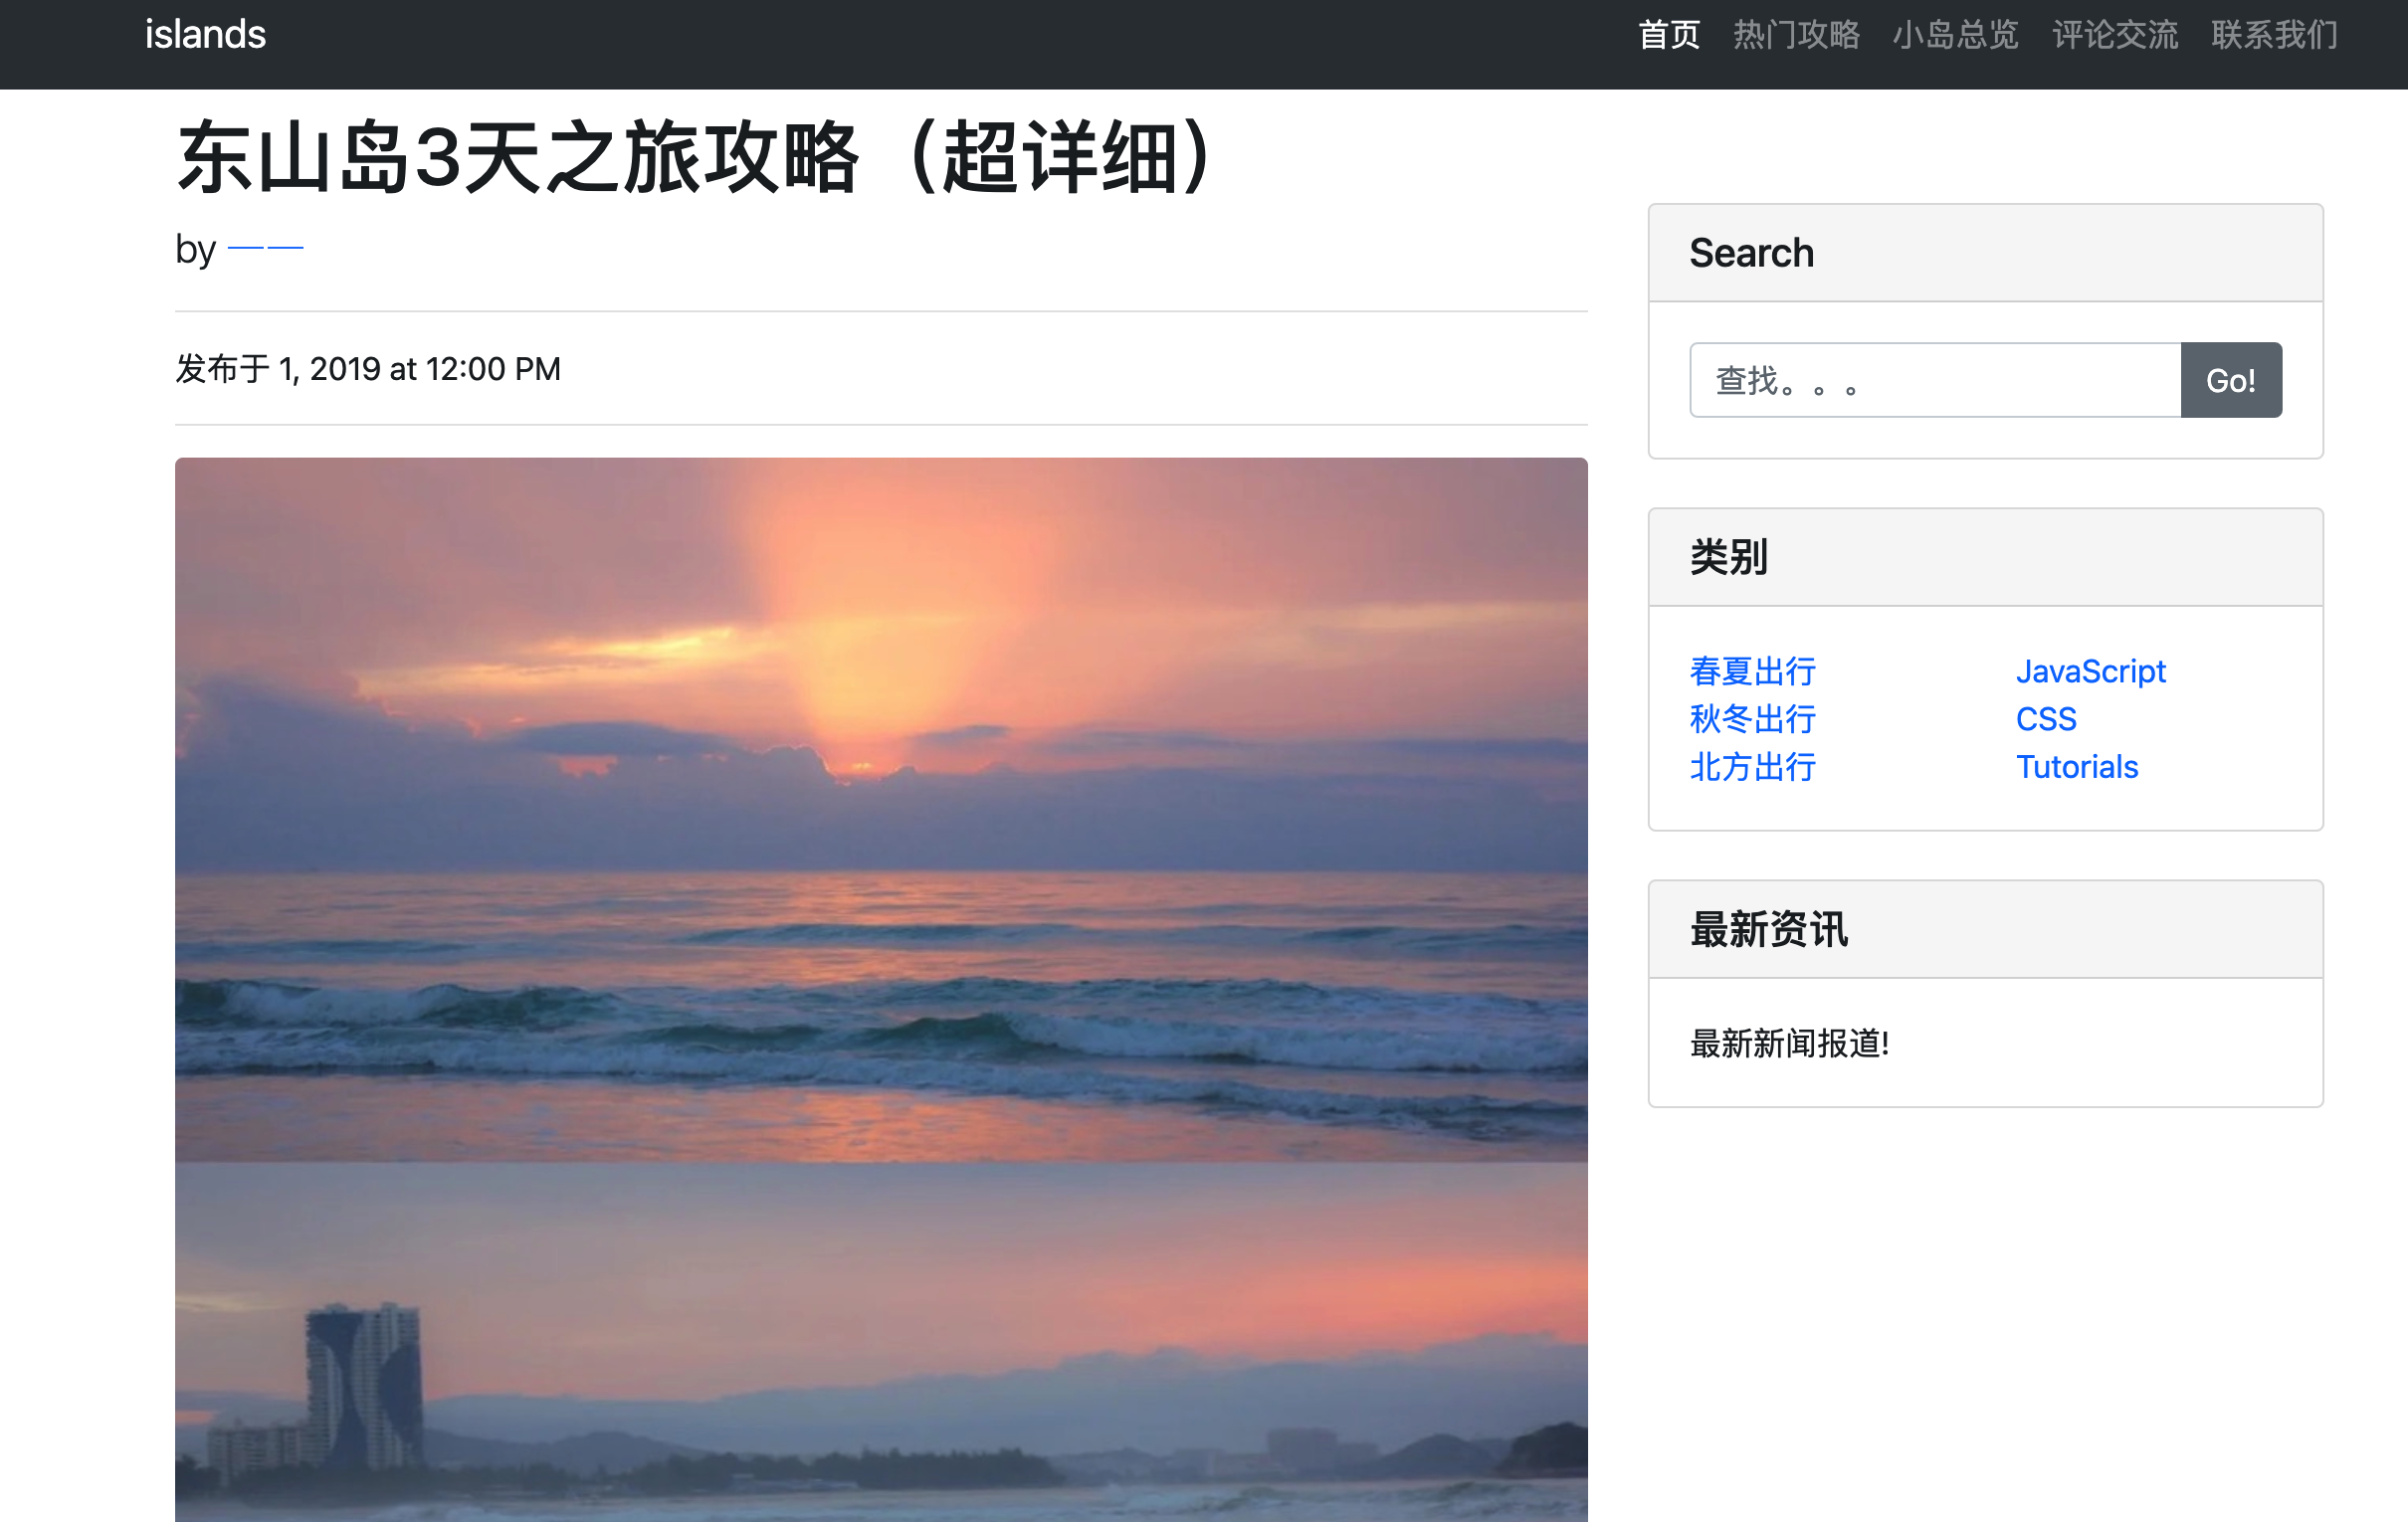 islands
首页 热门攻略 小岛总览 评论交流 联系我们
东山岛3天之旅攻略（超详细）
by ——
发布于 1, 2019 at 12:00 PM
Search
查找。。。 Go!
类别
春夏出行 JavaScript
秋冬出行 CSS
北方出行 Tutorials
最新资讯
最新新闻报道!